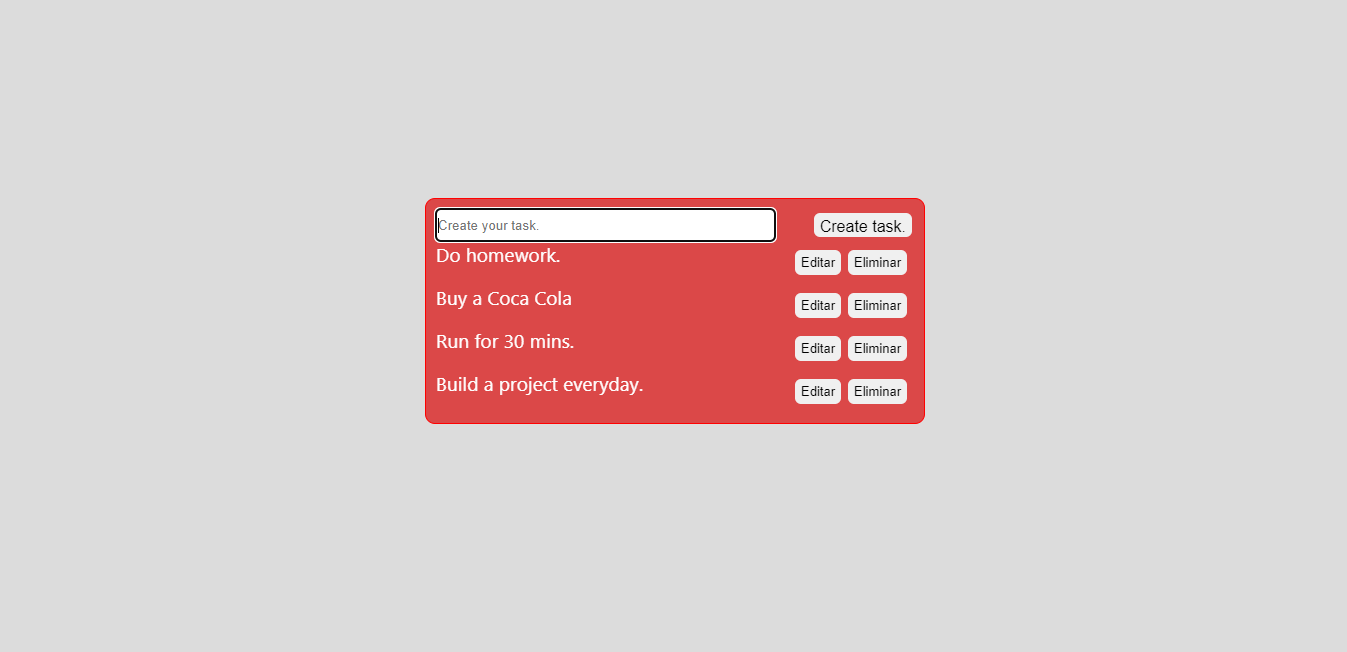 Create your task. Create task.
Do homework. Editar Eliminar
Buy a Coca Cola Editar Eliminar
Run for 30 mins. Editar Eliminar
Build a project everyday. Editar Eliminar